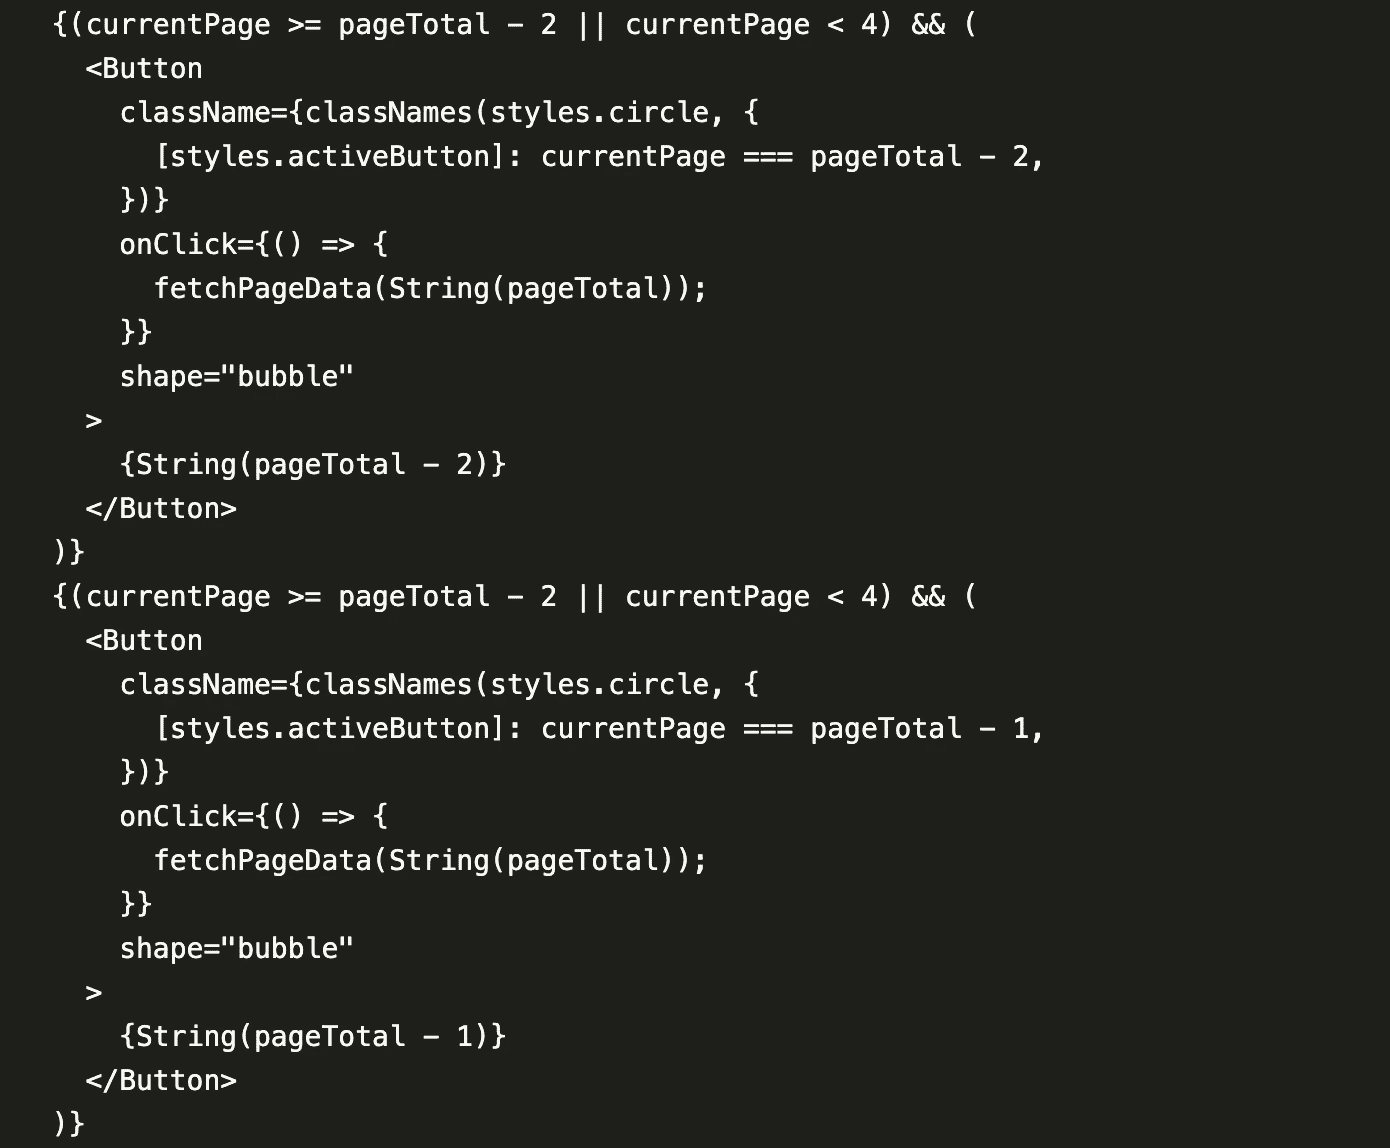 {(currentPage >= pageTotal - 2 || currentPage < 4) && (
  <Button
    className={classNames(styles.circle, {
      [styles.activeButton]: currentPage === pageTotal - 2,
    })}
    onClick={() => {
      fetchPageData(String(pageTotal));
    }}
    shape="bubble"
  >
    {String(pageTotal - 2)}
  </Button>
)}
{(currentPage >= pageTotal - 2 || currentPage < 4) && (
  <Button
    className={classNames(styles.circle, {
      [styles.activeButton]: currentPage === pageTotal - 1,
    })}
    onClick={() => {
      fetchPageData(String(pageTotal));
    }}
    shape="bubble"
  >
    {String(pageTotal - 1)}
  </Button>
)}